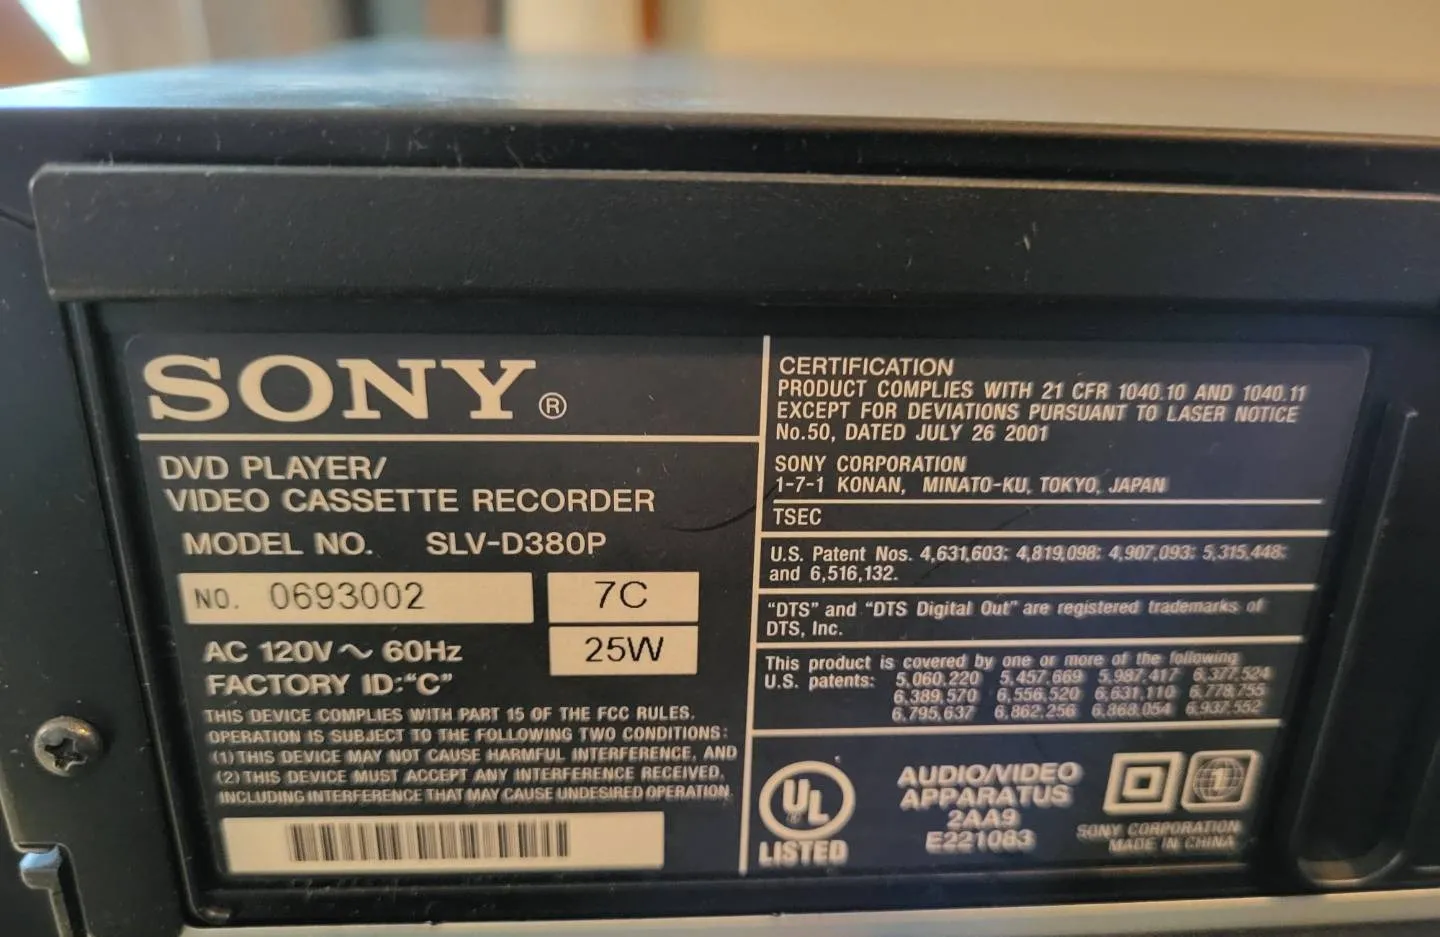 SONY®
DVD PLAYER/
VIDEO CASSETTE RECORDER
MODEL NO. SLV-D380P
NO. 0693002
7C
AC 120V ~ 60Hz
25W
FACTORY ID:"C"
THIS DEVICE COMPLIES WITH PART 15 OF THE FCC RULES.
OPERATION IS SUBJECT TO THE FOLLOWING TWO CONDITIONS:
(1) THIS DEVICE MAY NOT CAUSE HARMFUL INTERFERENCE, AND
(2) THIS DEVICE MUST ACCEPT ANY INTERFERENCE RECEIVED,
INCLUDING INTERFERENCE THAT MAY CAUSE UNDESIRED OPERATION.
CERTIFICATION
PRODUCT COMPLIES WITH 21 CFR 1040.10 AND 1040.11
EXCEPT FOR DEVIATIONS PURSUANT TO LASER NOTICE
No.50, DATED JULY 26 2001
SONY CORPORATION
1-7-1 KONAN, MINATO-KU, TOKYO, JAPAN
TSEC
U.S. Patent Nos. 4,631,603; 4,819,098; 4,907,093; 5,315,448;
and 6,516,132.
"DTS" and "DTS Digital Out" are registered trademarks of
DTS, Inc.
This product is covered by one or more of the following
U.S. patents: 5,060,220 5,457,669 5,987,417 6,377,524
6,389,570 6,556,520 6,631,110 6,778,755
6,795,637 6,862,256 6,868,054 6,937,552
UL®
LISTED
AUDIO/VIDEO
APPARATUS
2AA9
E221083
1
SONY CORPORATION
MADE IN CHINA